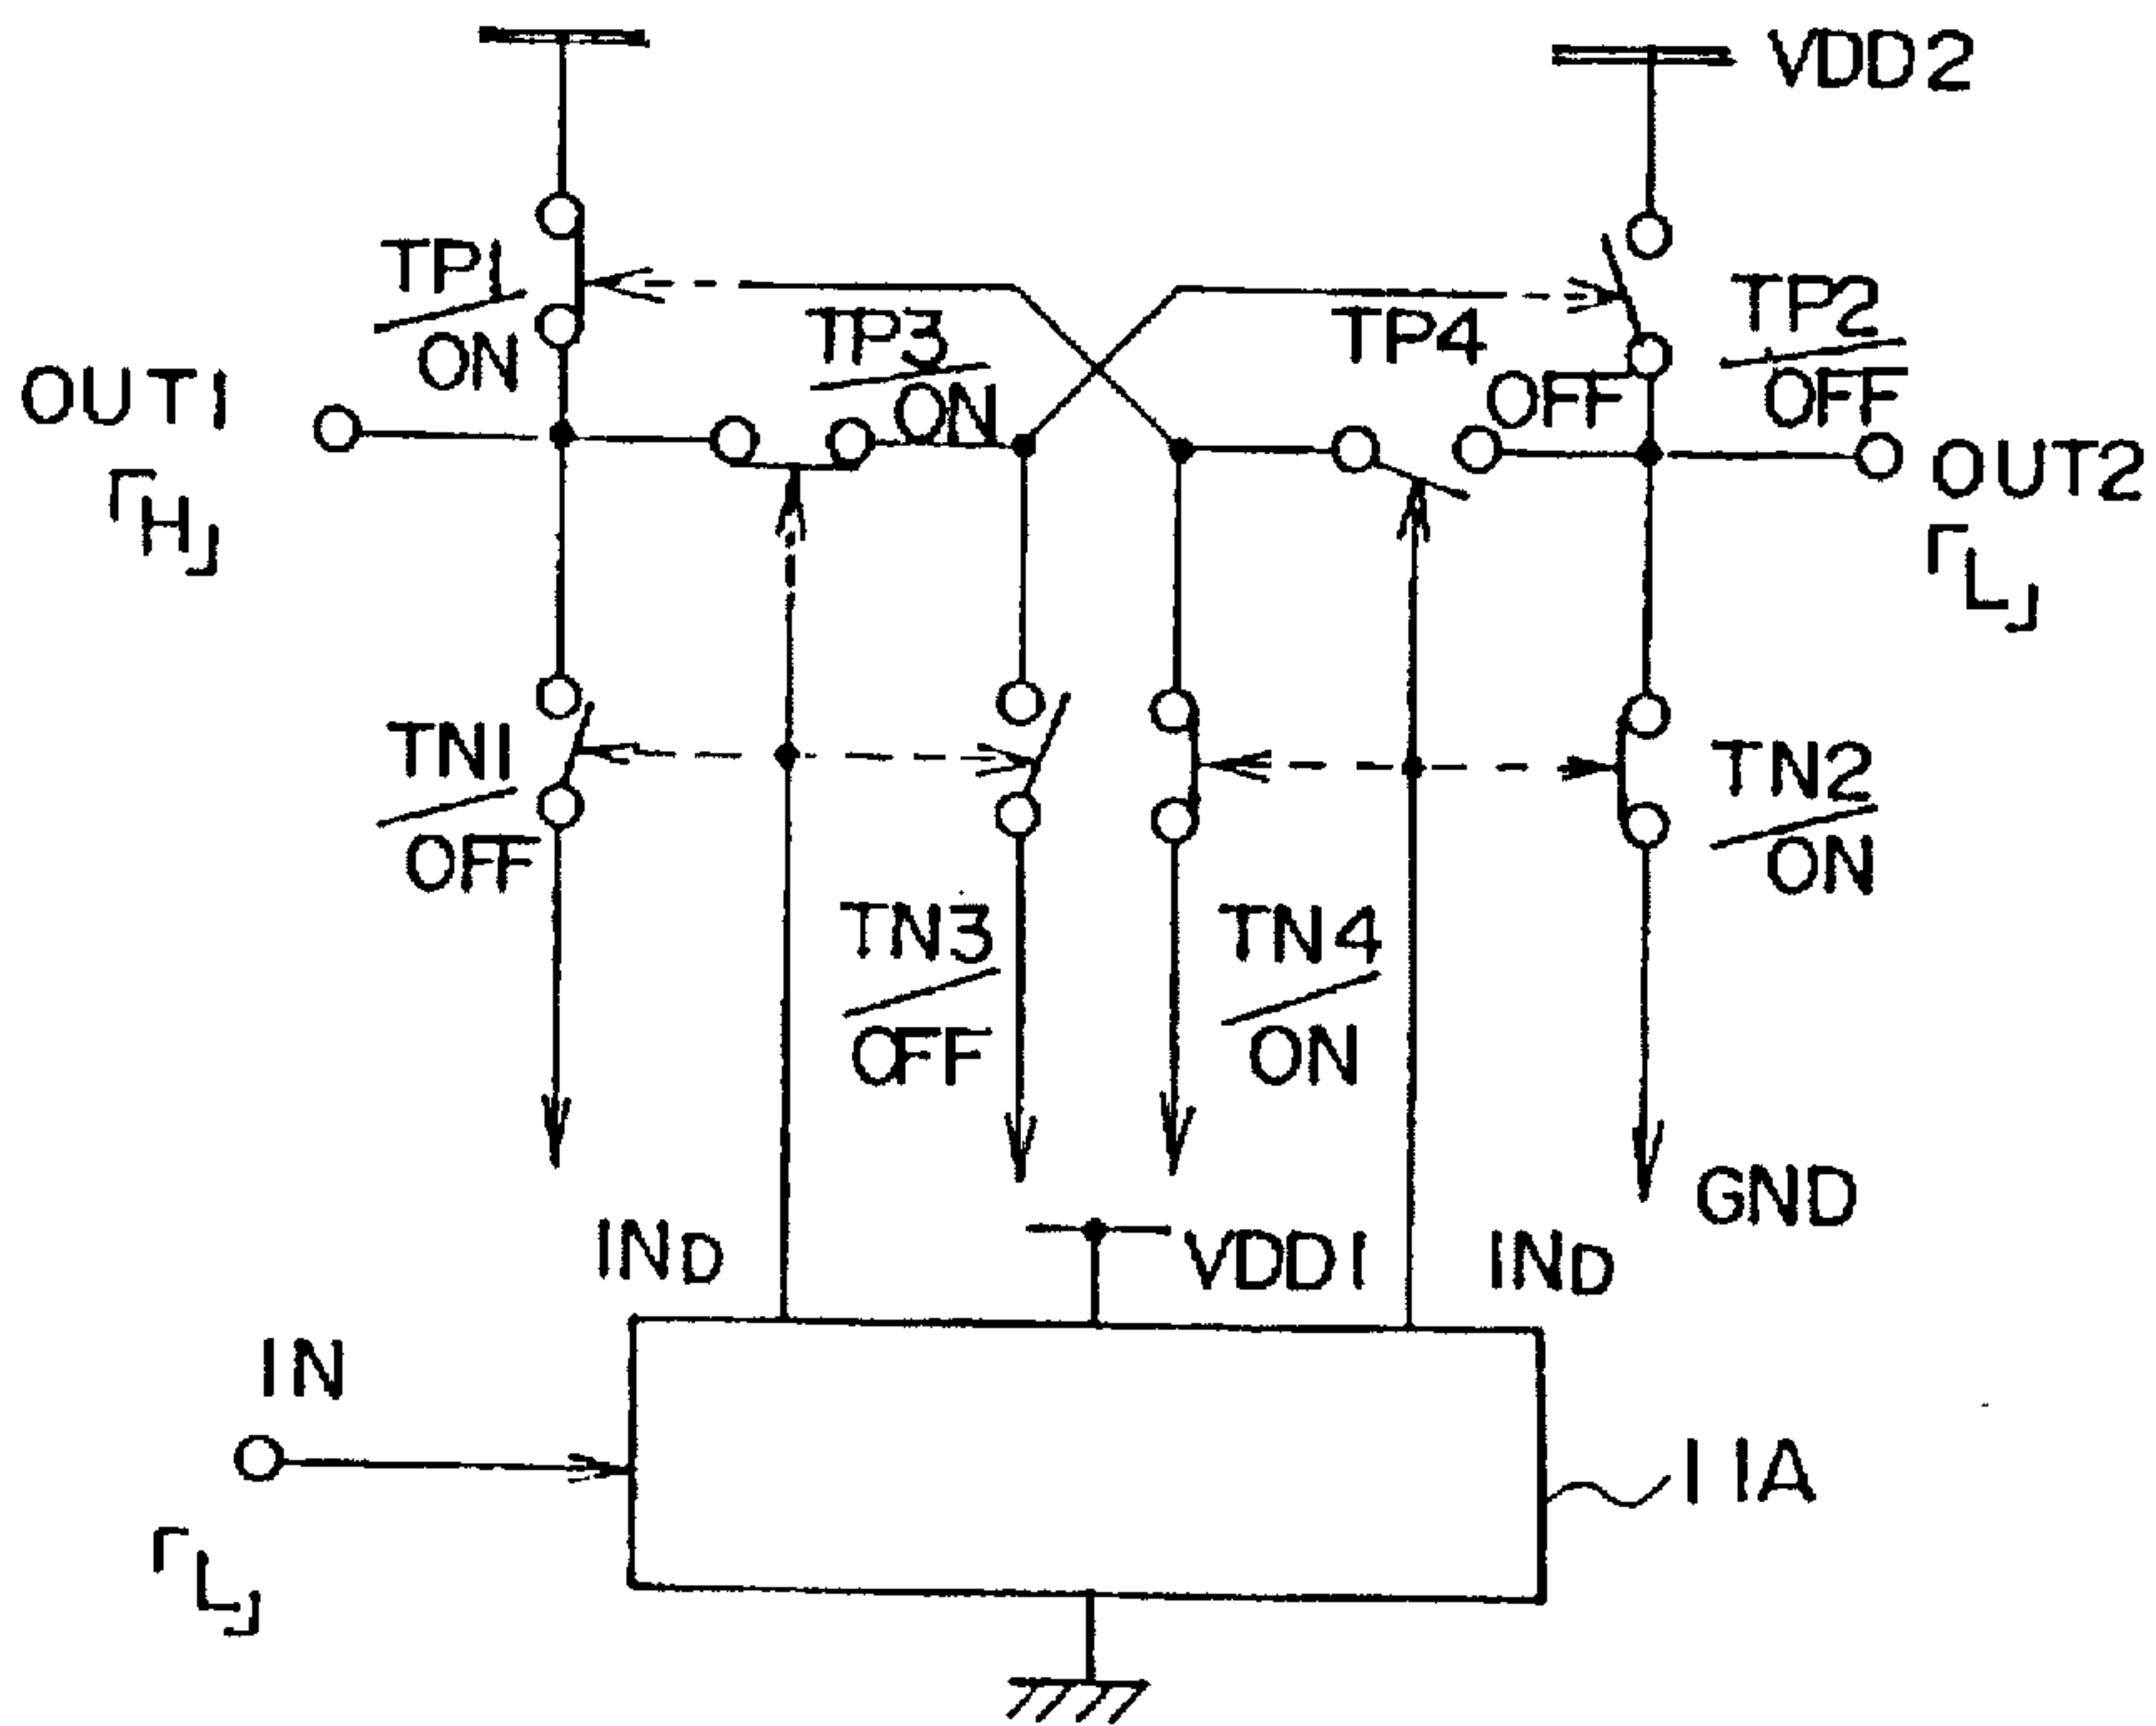 VDD2
TP1
ON
TP3
ON
TP4
OFF
TP2
OFF
OUT1
「H」
OUT2
「L」
TN1
OFF
TN3
OFF
TN4
ON
TN2
ON
GND
IND
VDD1
IND
IN
「L」
11A